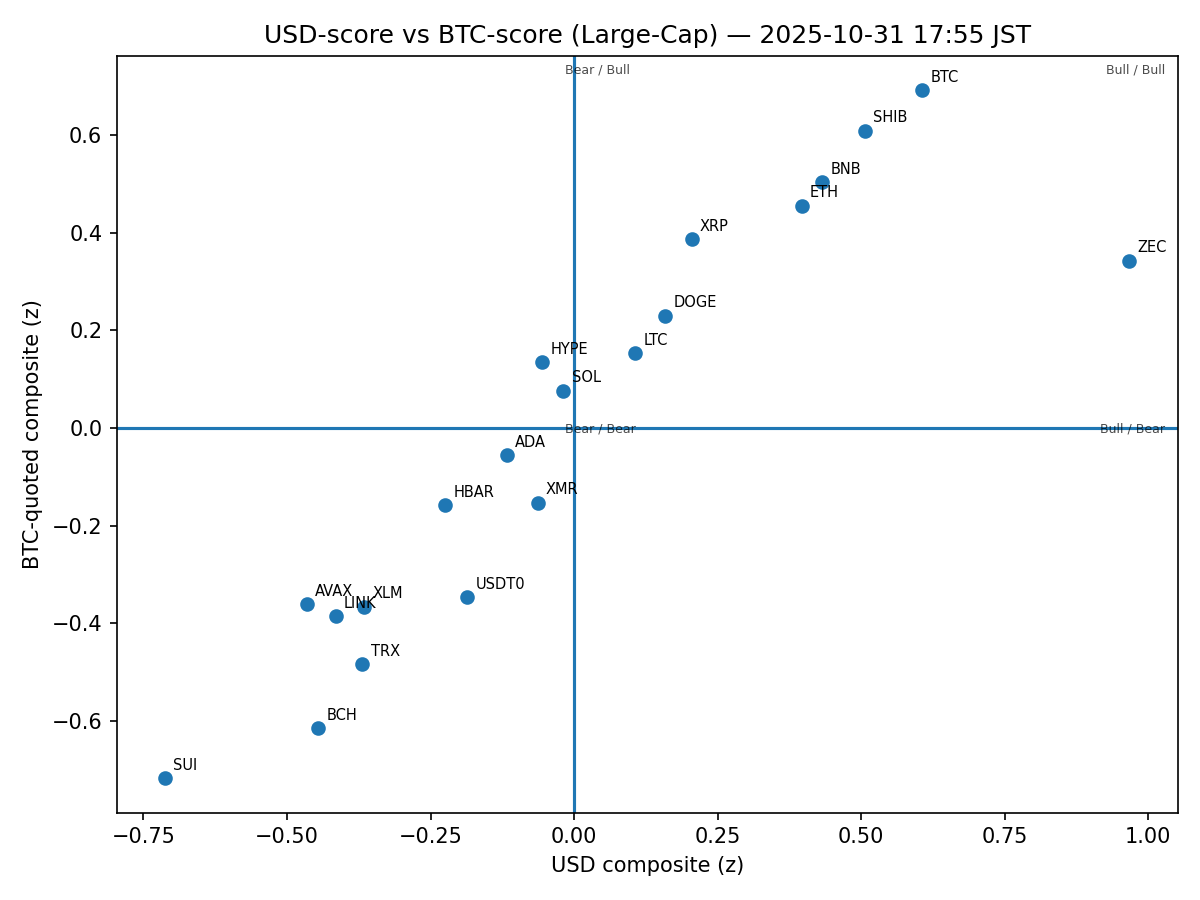 USD-score vs BTC-score (Large-Cap) — 2025-10-31 17:55 JST
Bear / Bull
Bull / Bull
BTC
SHIB
BNB
ETH
XRP
ZEC
DOGE
LTC
HYPE
SOL
Bear / Bear
Bull / Bear
ADA
HBAR
XMR
USDT0
AVAX
XLM
LINK
TRX
BCH
SUI
0.6
0.4
0.2
0.0
−0.2
−0.4
−0.6
BTC-quoted composite (z)
−0.75
−0.50
−0.25
0.00
0.25
0.50
0.75
1.00
USD composite (z)